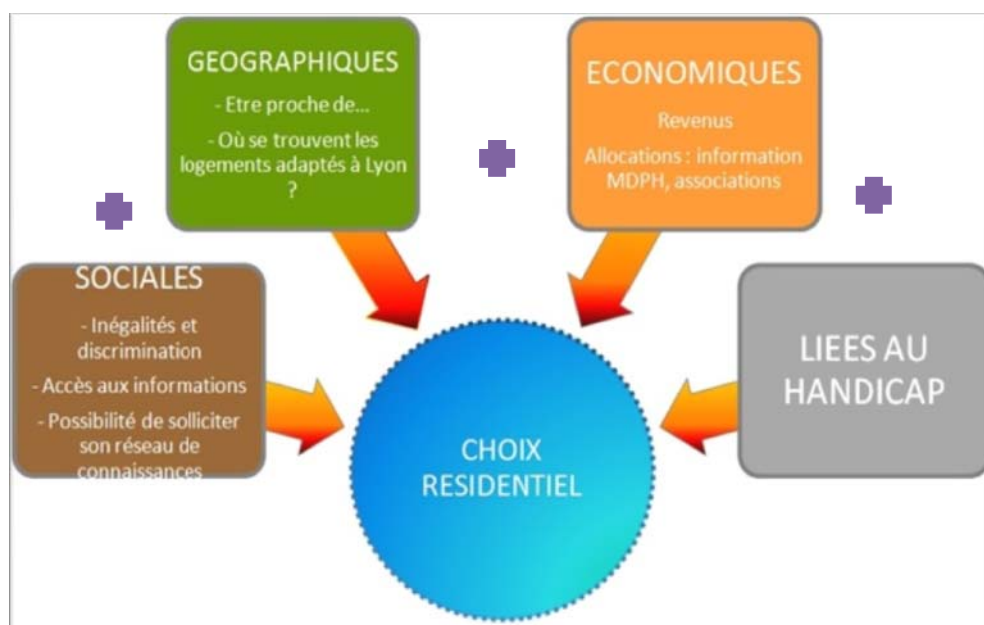 GEOGRAPHIQUES
- Etre proche de...
- Où se trouvent les
logements adaptés à Lyon
?
ECONOMIQUES
Revenus
Allocations : information
MDPH, associations
SOCIALES
- Inégalités et
discrimination
- Accès aux informations
- Possibilité de solliciter
son réseau de
connaissances
LIEES AU
HANDICAP
CHOIX
RESIDENTIEL